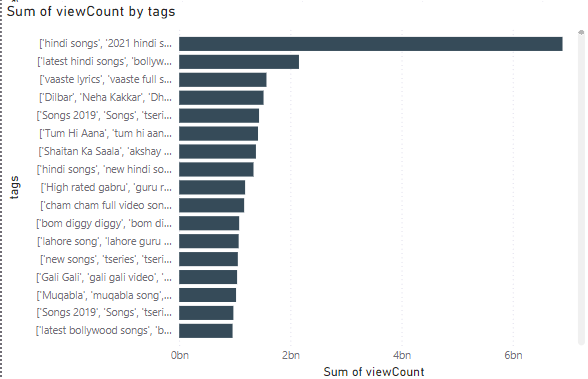 Sum of viewCount by tags
['hindi songs', '2021 hindi s...
['latest hindi songs', 'bollyw...
['vaaste lyrics', 'vaaste full s...
['Dilbar', 'Neha Kakkar', 'Dh...
['Songs 2019', 'Songs', 'tseri...
['Tum Hi Aana', 'tum hi aan...
['Shaitan Ka Saala', 'akshay ...
['hindi songs', 'new hindi so...
['High rated gabru', 'guru r...
['cham cham full video son...
['bom diggy diggy', 'bom di...
['lahore song', 'lahore guru ...
['new songs', 'tseries', 'tseri...
['Gali Gali', 'gali gali video', '...
['Muqabla', 'muqabla song',...
['Songs 2019', 'Songs', 'tseri...
['latest bollywood songs', 'b...
tags
0bn 2bn 4bn 6bn
Sum of viewCount